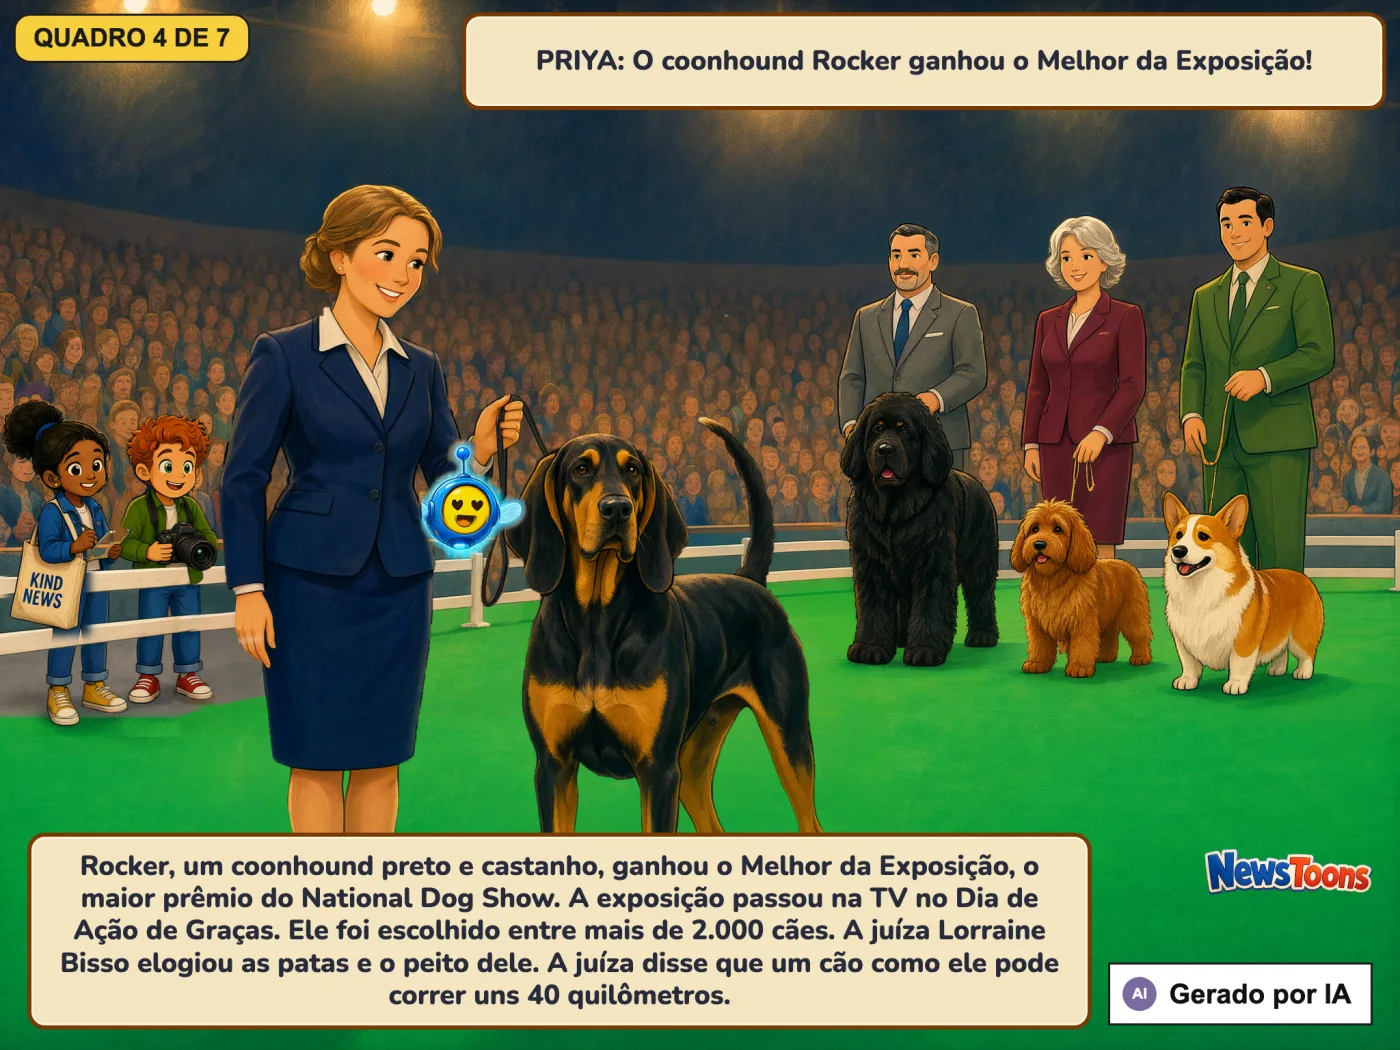 QUADRO 4 DE 7
PRIYA: O coonhound Rocker ganhou o Melhor da Exposição!
KIND
NEWS
Rocker, um coonhound preto e castanho, ganhou o Melhor da Exposição, o
maior prêmio do National Dog Show. A exposição passou na TV no Dia de
Ação de Graças. Ele foi escolhido entre mais de 2.000 cães. A juíza Lorraine
Bisso elogiou as patas e o peito dele. A juíza disse que um cão como ele pode
correr uns 40 quilômetros.
NewsToons
AI Gerado por IA